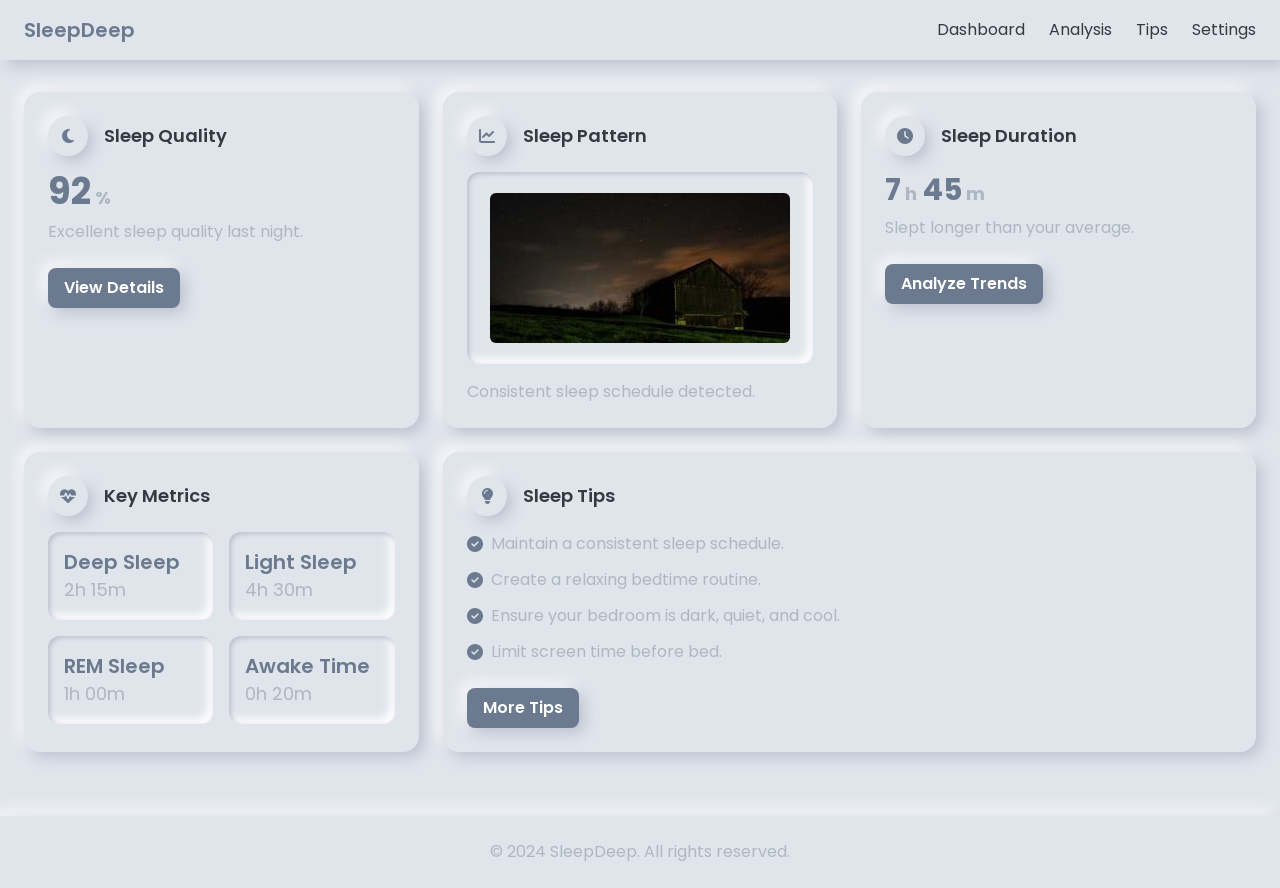 SleepDeep
Dashboard Analysis Tips Settings
Sleep Quality
92 %
Excellent sleep quality last night.
View Details
Sleep Pattern
Consistent sleep schedule detected.
Sleep Duration
7 h 45 m
Slept longer than your average.
Analyze Trends
Key Metrics
Deep Sleep
2h 15m
Light Sleep
4h 30m
REM Sleep
1h 00m
Awake Time
0h 20m
Sleep Tips
Maintain a consistent sleep schedule.
Create a relaxing bedtime routine.
Ensure your bedroom is dark, quiet, and cool.
Limit screen time before bed.
More Tips
© 2024 SleepDeep. All rights reserved.